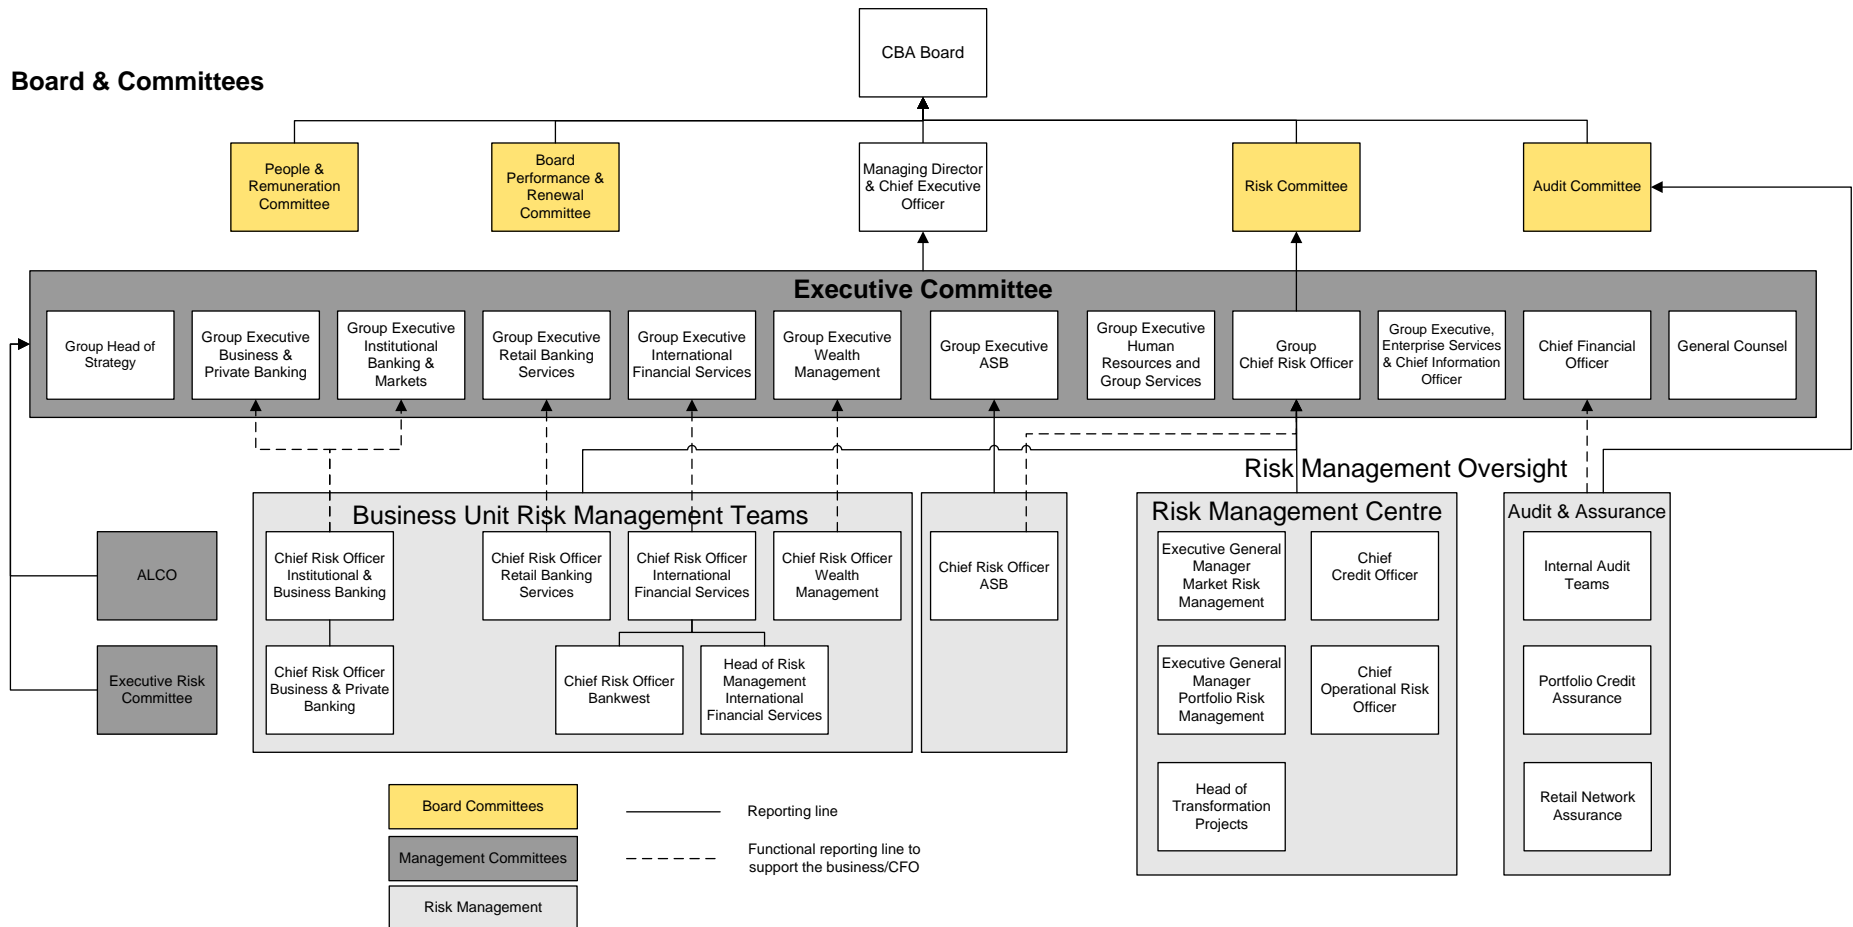 CBA Board
Board & Committees
People &
Remuneration
Committee
Board
Performance &
Renewal
Committee
Managing Director
& Chief Executive
Officer
Risk Committee
Audit Committee
Executive Committee
Group Head of
Strategy
Group Executive
Business &
Private Banking
Group Executive
Institutional
Banking &
Markets
Group Executive
Retail Banking
Services
Group Executive
International
Financial Services
Group Executive
Wealth
Management
Group Executive
ASB
Group Executive
Human
Resources and
Group Services
Group
Chief Risk Officer
Group Executive,
Enterprise Services
& Chief Information
Officer
Chief Financial
Officer
General Counsel
Risk Management Oversight
Business Unit Risk Management Teams
Risk Management Centre
Audit & Assurance
ALCO
Chief Risk Officer
Institutional &
Business Banking
Chief Risk Officer
Retail Banking
Services
Chief Risk Officer
International
Financial Services
Chief Risk Officer
Wealth
Management
Chief Risk Officer
ASB
Executive General
Manager
Market Risk
Management
Chief
Credit Officer
Internal Audit
Teams
Executive Risk
Committee
Chief Risk Officer
Business & Private
Banking
Chief Risk Officer
Bankwest
Head of Risk
Management
International
Financial Services
Executive General
Manager
Portfolio Risk
Management
Chief
Operational Risk
Officer
Portfolio Credit
Assurance
Head of
Transformation
Projects
Retail Network
Assurance
Board Committees
Reporting line
Management Committees
Functional reporting line to
support the business/CFO
Risk Management